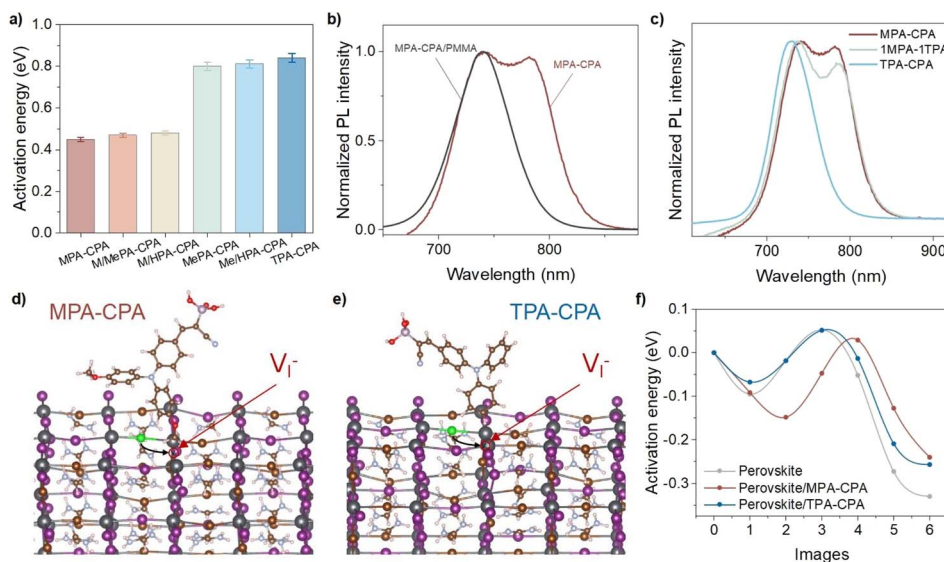 a)
1.0
0.8
0.6
0.4
0.2
0.0
Activation energy (eV)
MPA-CPA
M/MePA-CPA
M/HPA-CPA
MePA-CPA
Me/HPA-CPA
TPA-CPA
b)
1.0
0.5
0.0
Normalized PL intensity
MPA-CPA/PMMA
MPA-CPA
700
800
Wavelength (nm)
c)
Normalized PL intensity
MPA-CPA
1MPA-1TPA
TPA-CPA
700
800
900
Wavelength (nm)
d)
MPA-CPA
V_I^-
e)
TPA-CPA
V_I^-
f)
0.1
0.0
-0.1
-0.2
-0.3
Activation energy (eV)
Perovskite
Perovskite/MPA-CPA
Perovskite/TPA-CPA
0 1 2 3 4 5 6
Images